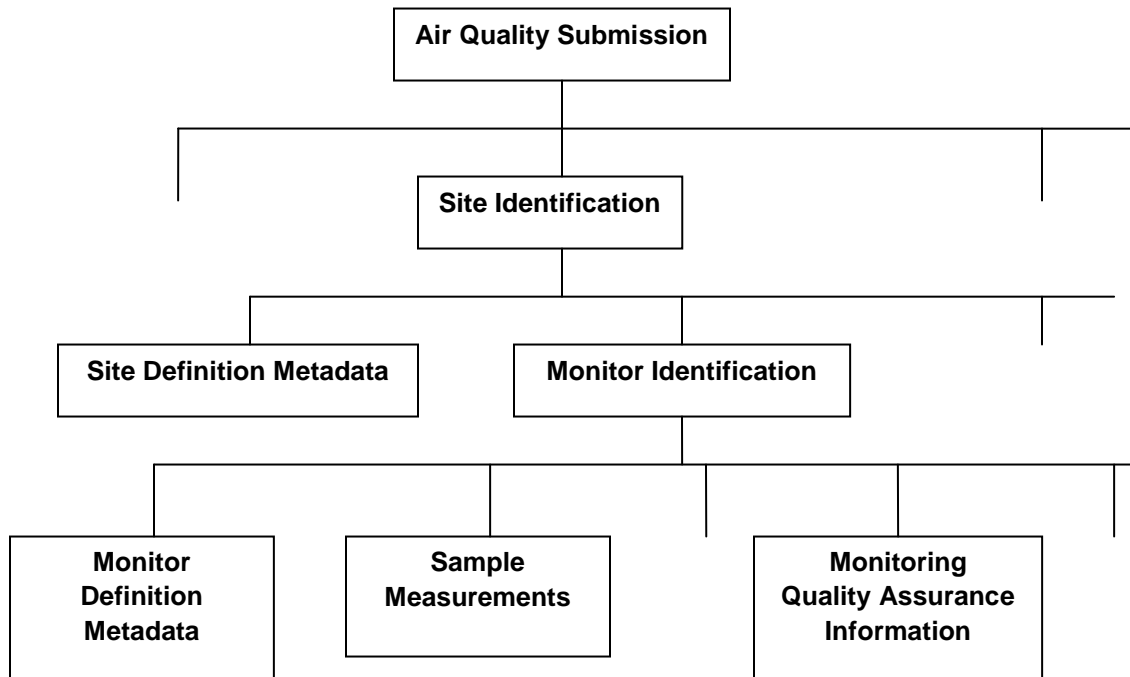 Air Quality Submission
Site Identification
Site Definition Metadata
Monitor Identification
Monitor
Definition
Metadata
Sample
Measurements
Monitoring
Quality Assurance
Information